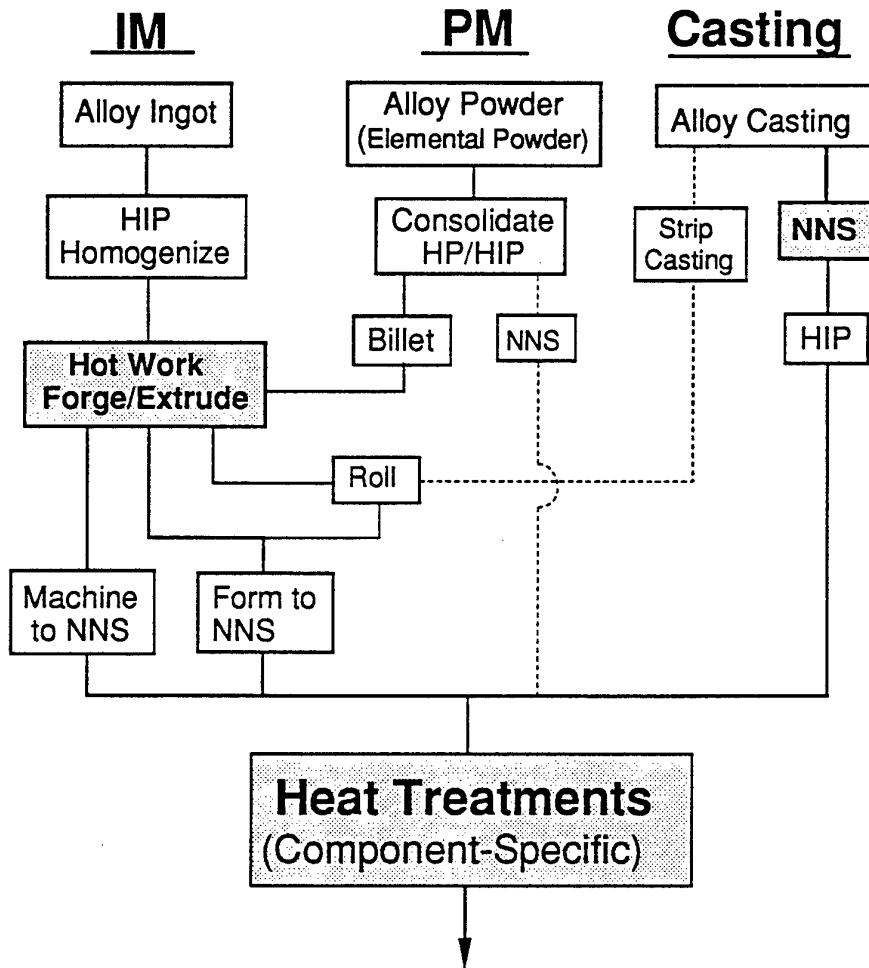 IM
PM
Casting
Alloy Ingot
Alloy Powder
(Elemental Powder)
Alloy Casting
HIP
Homogenize
Consolidate
HP/HIP
Strip
Casting
NNS
Hot Work
Forge/Extrude
Billet
NNS
HIP
Roll
Machine
to NNS
Form to
NNS
Heat Treatments
(Component-Specific)